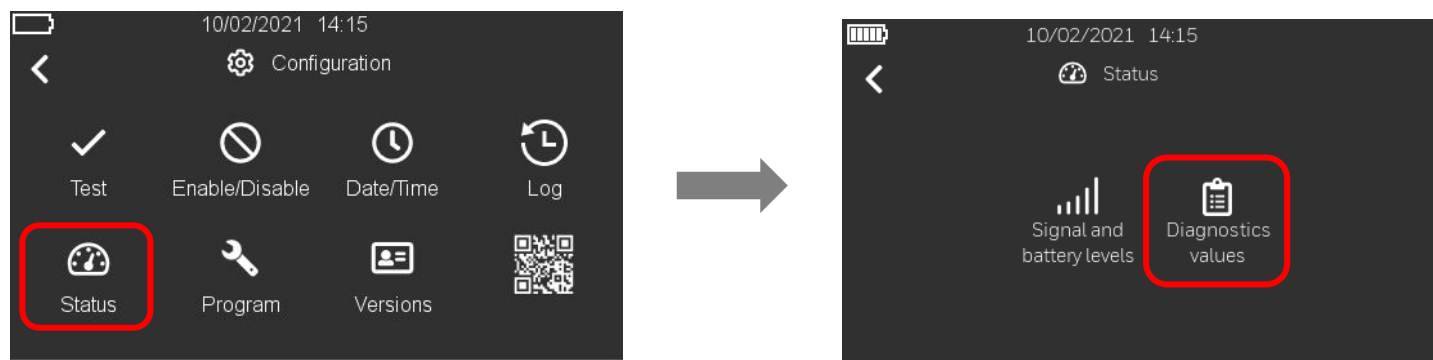 10/02/2021 14:15
Configuration
Test Enable/Disable Date/Time Log
Status Program Versions
10/02/2021 14:15
Status
Signal and
battery levels
Diagnostics
values